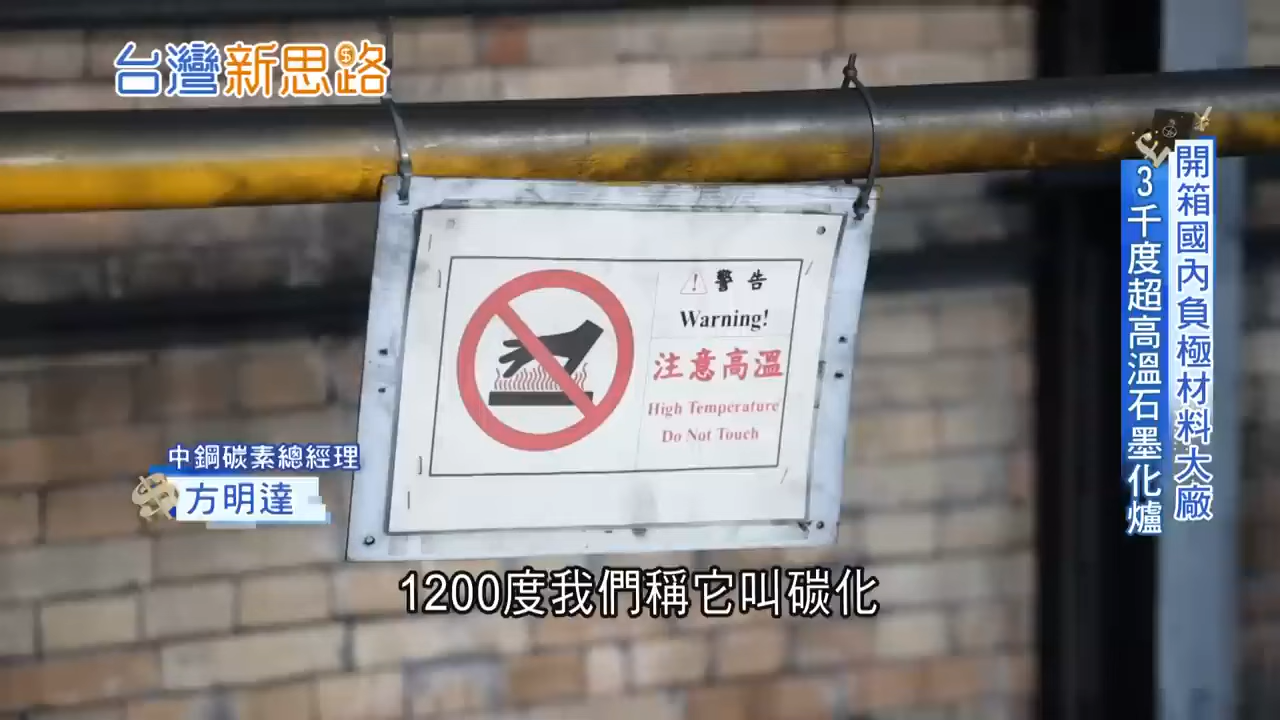 台灣新思路
開箱國內負極材料大廠
3千度超高溫石墨化爐
警告
Warning!
注意高溫
High Temperature
Do Not Touch
中鋼碳素總經理
方明達
1200度我們稱它叫碳化